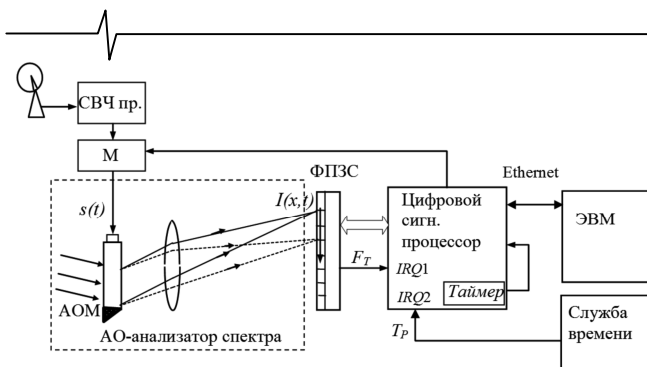 СВЧ пр.
М
s(t)
I(x,t)
ФПЗС
АОМ
АО-анализатор спектра
Цифровой
сигн.
процессор
F_T
IRQ1
IRQ2
Таймер
T_P
Ethernet
ЭВМ
Служба
времени